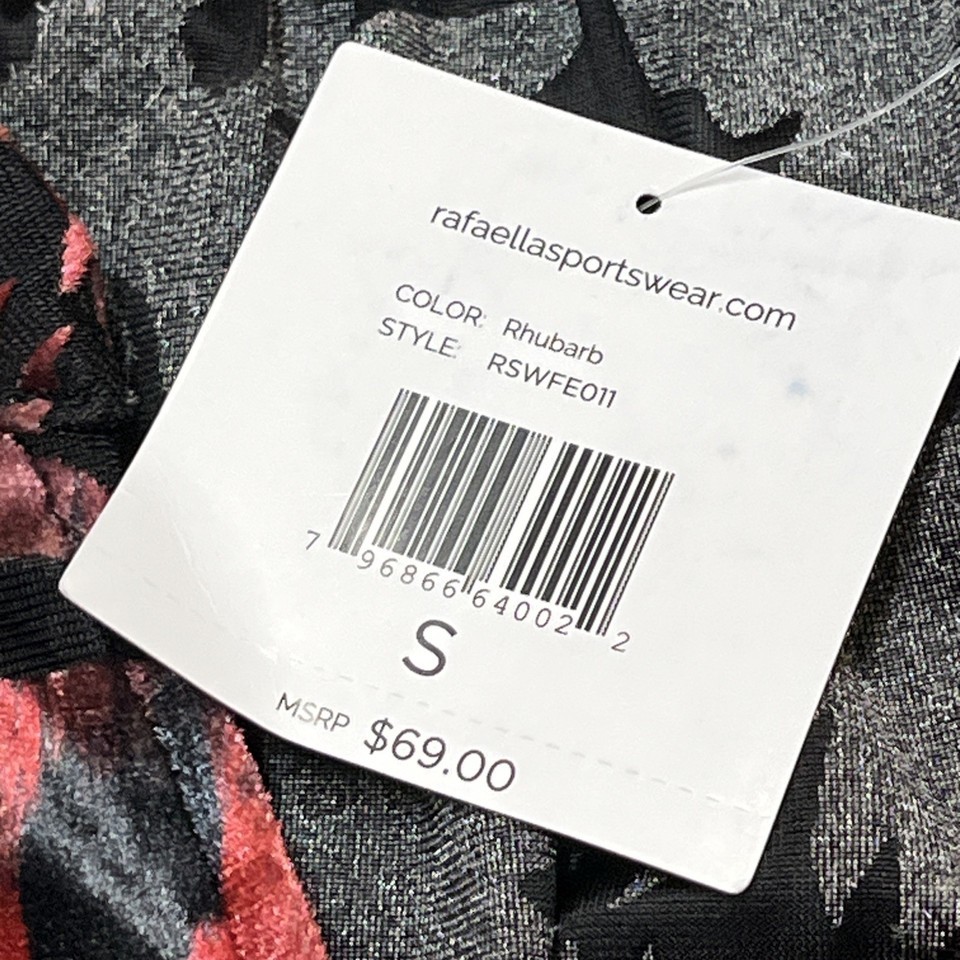 rafaellasportswear.com
COLOR: Rhubarb
STYLE: RSWFE011
7 96866 64002 2
S
MSRP $69.00